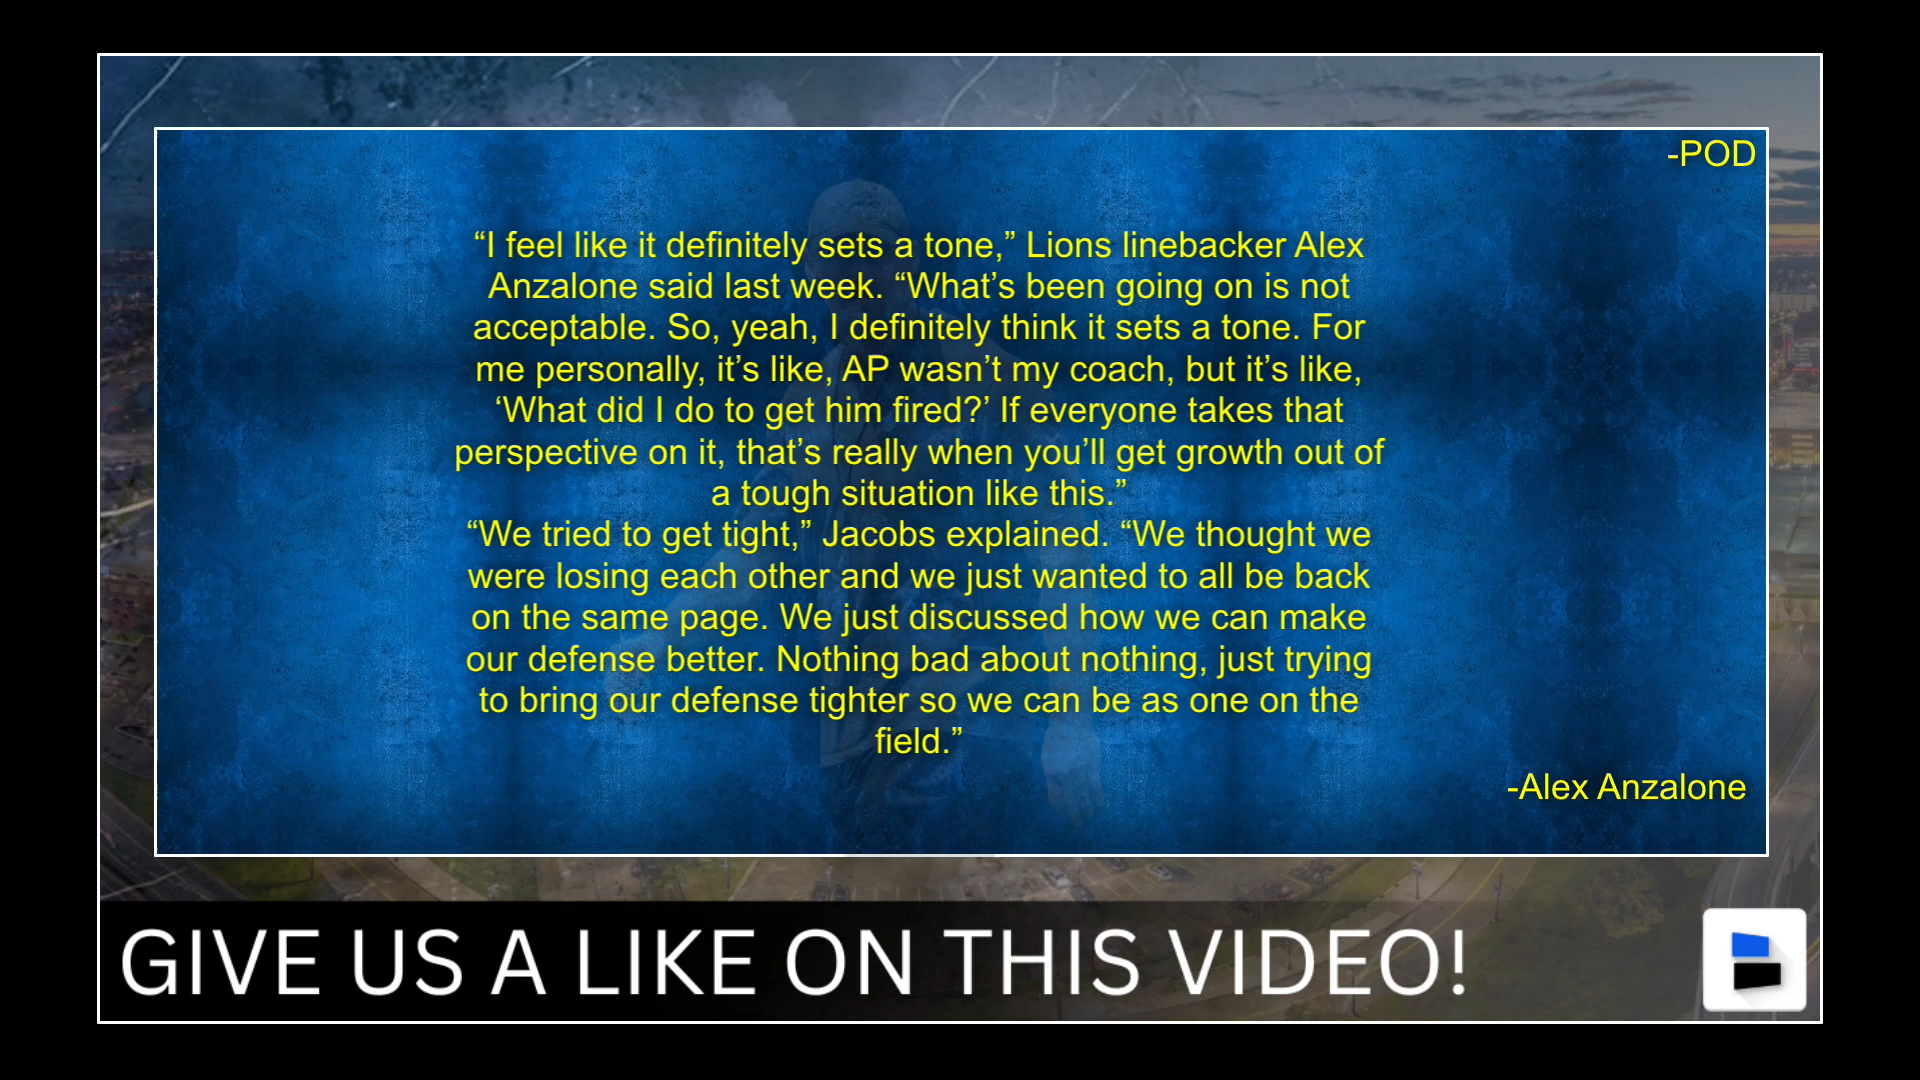 -POD
“I feel like it definitely sets a tone,” Lions linebacker Alex
Anzalone said last week. “What’s been going on is not
acceptable. So, yeah, I definitely think it sets a tone. For
me personally, it’s like, AP wasn’t my coach, but it’s like,
‘What did I do to get him fired?’ If everyone takes that
perspective on it, that’s really when you’ll get growth out of
a tough situation like this.”
“We tried to get tight,” Jacobs explained. “We thought we
were losing each other and we just wanted to all be back
on the same page. We just discussed how we can make
our defense better. Nothing bad about nothing, just trying
to bring our defense tighter so we can be as one on the
field.”
-Alex Anzalone
GIVE US A LIKE ON THIS VIDEO!